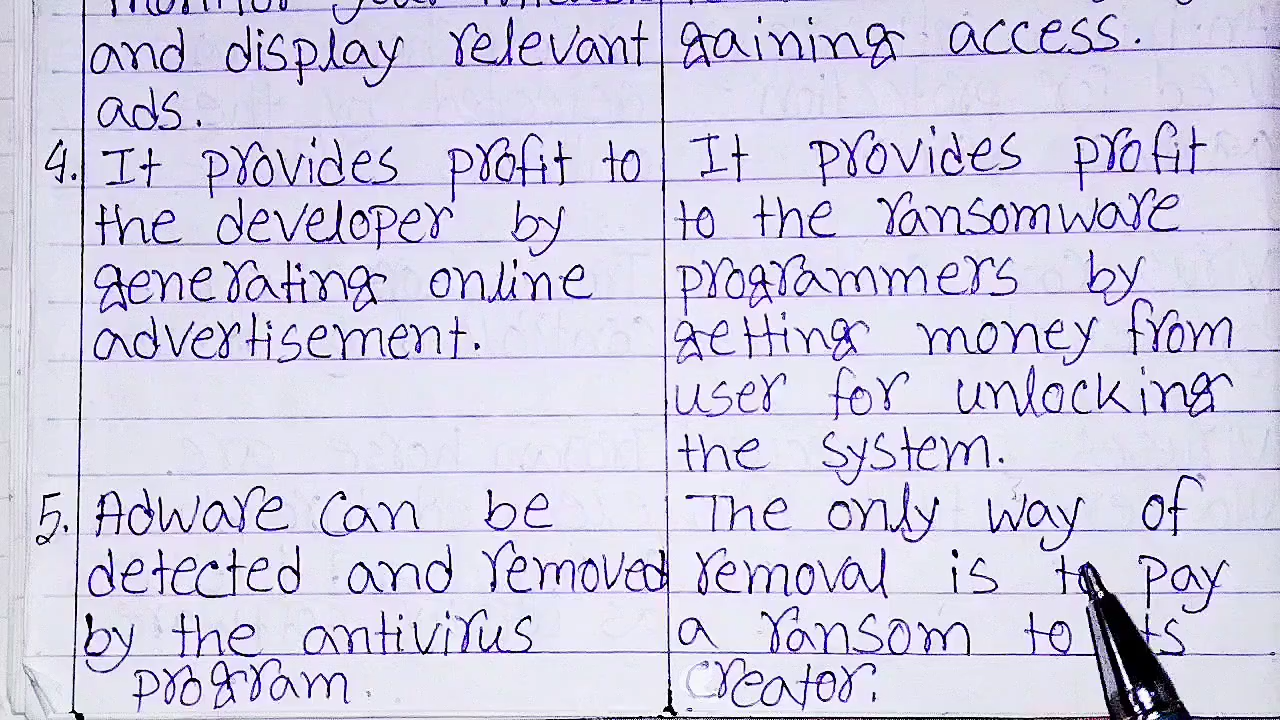 and display relevant
ads.
gaining access.
4. It provides profit to
the developer by
generating online
advertisement.
It provides profit
to the ransomware
programmers by
getting money from
user for unlocking
the system.
5. Adware can be
detected and removed
by the antivirus
program.
The only way of
removal is to pay
a ransom to its
creator.